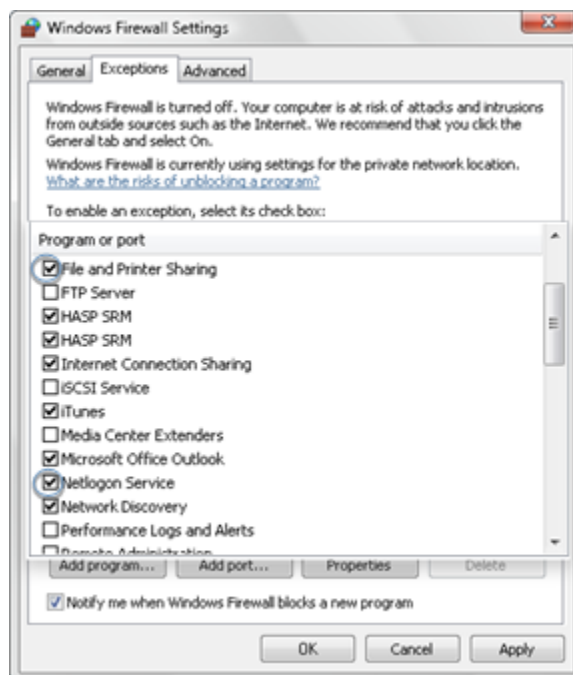 Windows Firewall Settings
General Exceptions Advanced
Windows Firewall is turned off. Your computer is at risk of attacks and intrusions
from outside sources such as the Internet. We recommend that you click the
General tab and select On.
Windows Firewall is currently using settings for the private network location.
What are the risks of unblocking a program?
To enable an exception, select its check box:
Program or port
File and Printer Sharing
FTP Server
HASP SRM
HASP SRM
Internet Connection Sharing
iSCSI Service
iTunes
Media Center Extenders
Microsoft Office Outlook
Netlogon Service
Network Discovery
Performance Logs and Alerts
Remote Administration
Add program... Add port... Properties Delete
Notify me when Windows Firewall blocks a new program
OK Cancel Apply